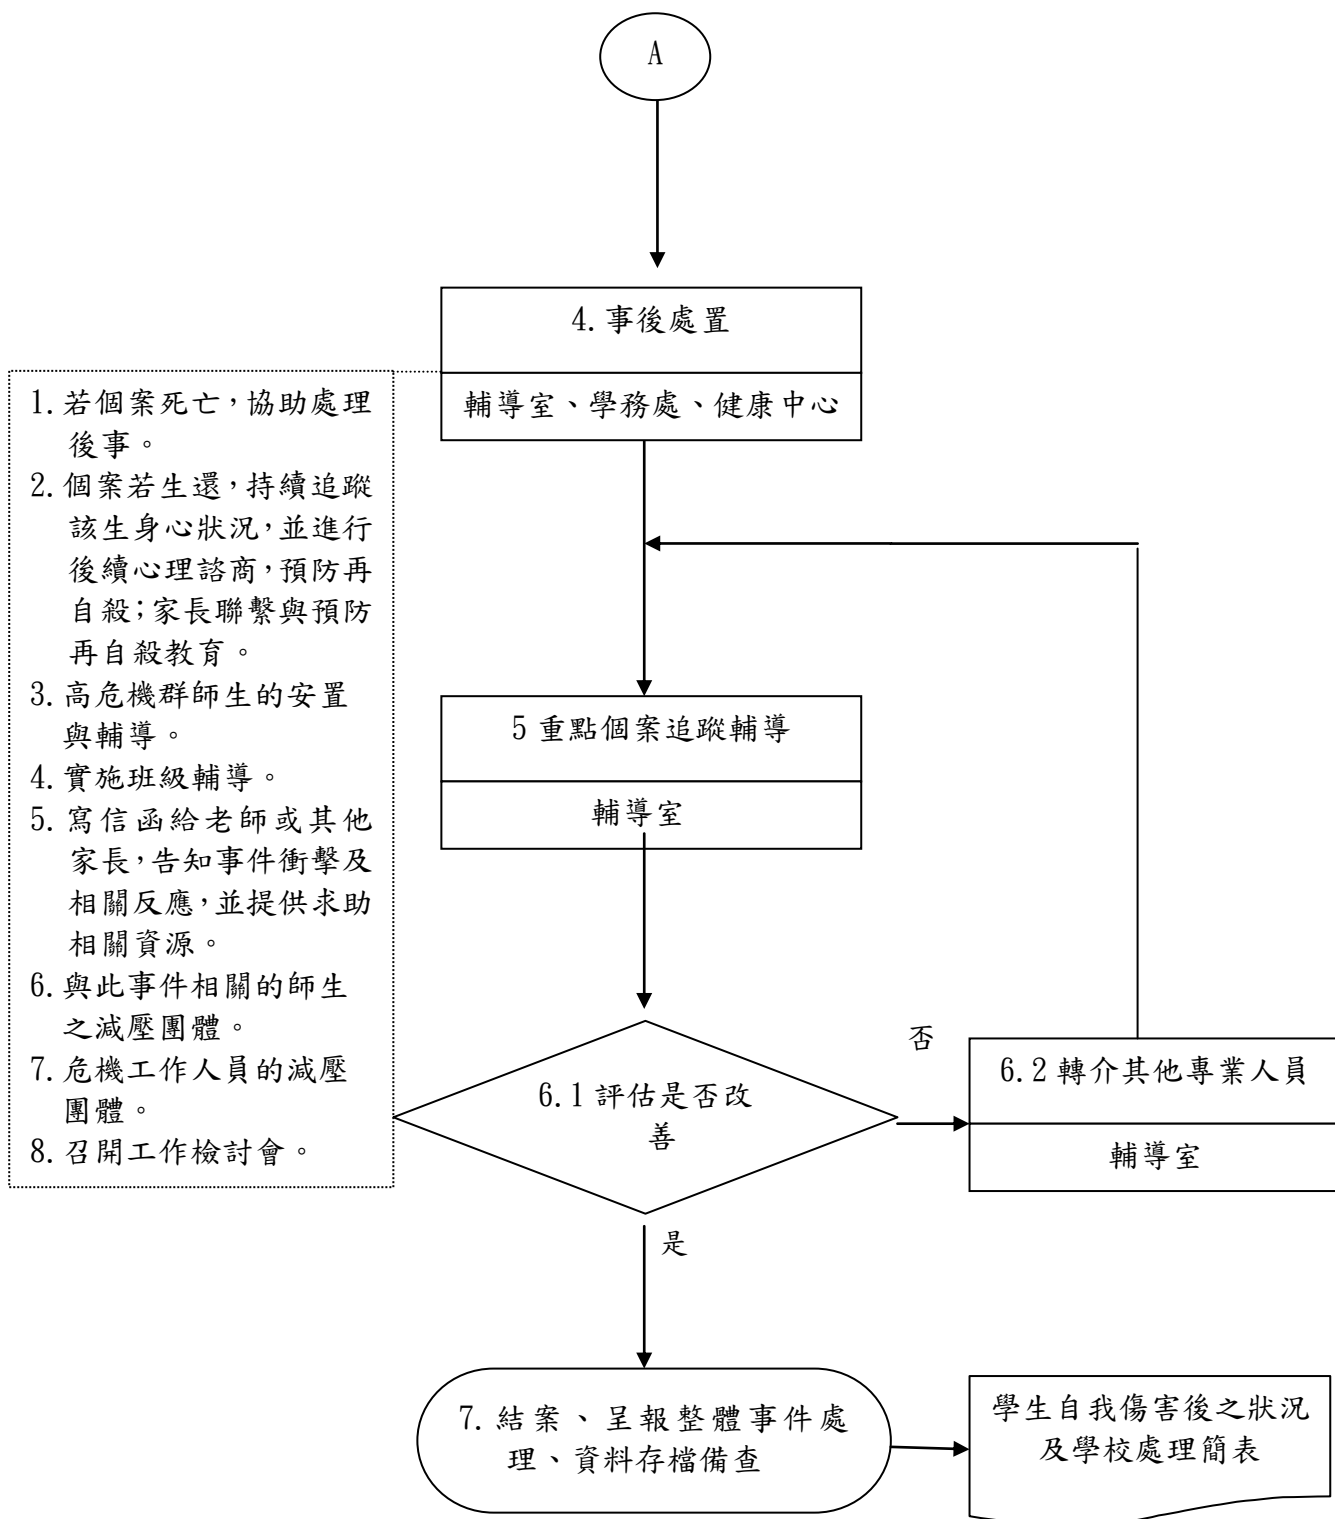 A
4.事後處置
輔導室、學務處、健康中心
1.若個案死亡，協助處理
後事。
2.個案若生還，持續追蹤
該生身心狀況，並進行
後續心理諮商，預防再
自殺；家長聯繫與預防
再自殺教育。
3.高危機群師生的安置
與輔導。
4.實施班級輔導。
5.寫信函給老師或其他
家長，告知事件衝擊及
相關反應，並提供求助
相關資源。
6.與此事件相關的師生
之減壓團體。
7.危機工作人員的減壓
團體。
8.召開工作檢討會。
5 重點個案追蹤輔導
輔導室
6.1 評估是否改
善
否
6.2 轉介其他專業人員
輔導室
是
7.結案、呈報整體事件處
理、資料存檔備查
學生自我傷害後之狀況
及學校處理簡表